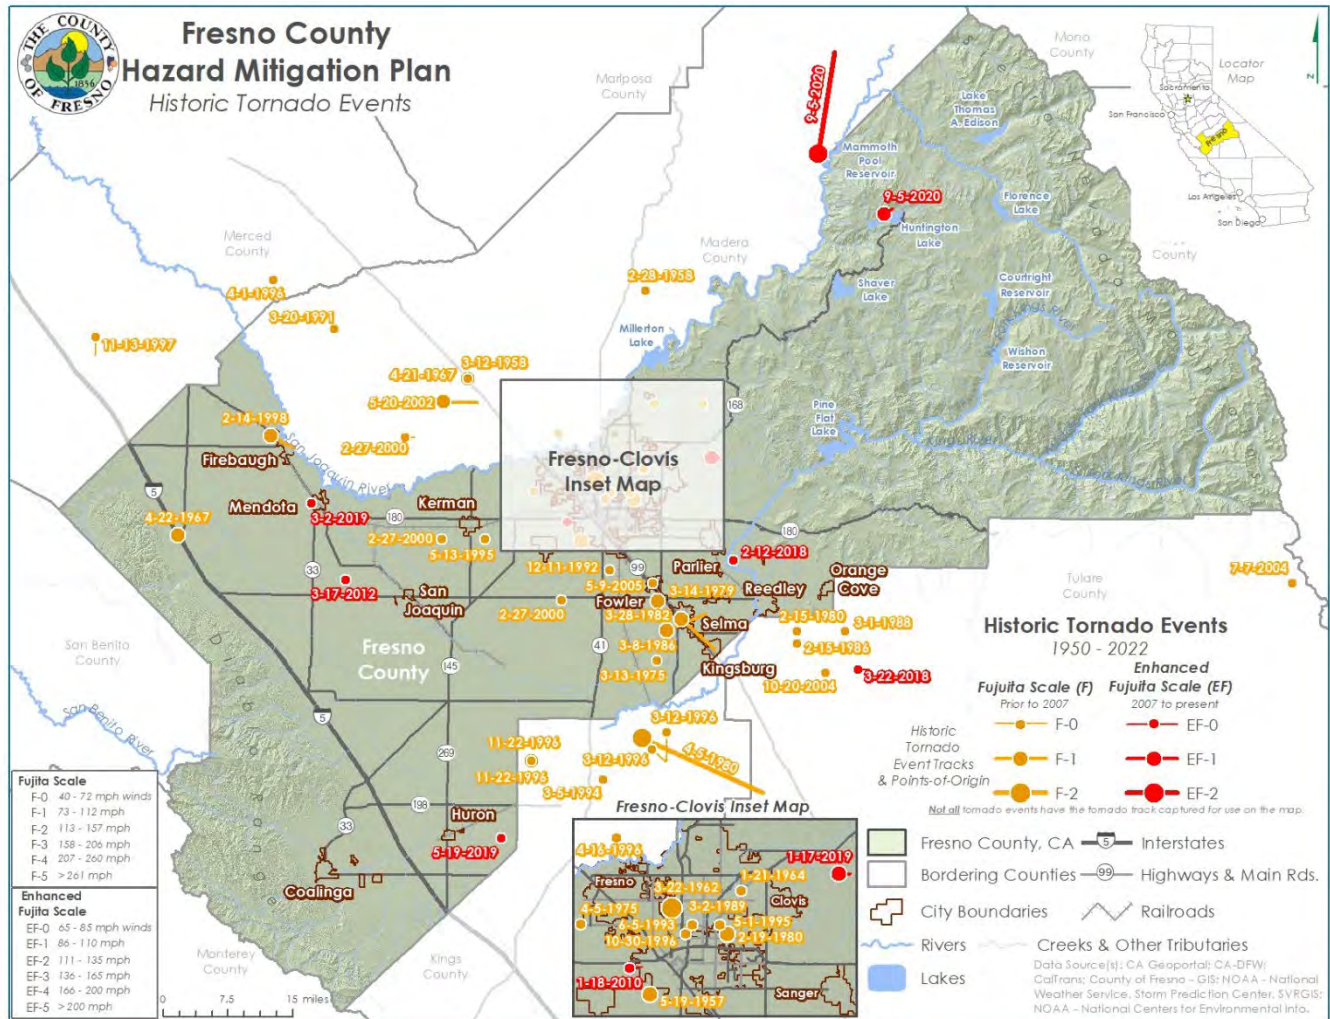 THE COUNTY OF FRESNO
1856
Fresno County
Hazard Mitigation Plan
Historic Tornado Events
Mariposa
County
Mono
County
Locator
Map
Sacramento
San Francisco
Fresno
Los Angeles
San Diego
N
9-5-2020
Lake
Thomas
A. Edison
Mammoth
Pool
Reservoir
9-5-2020
Florence
Lake
Huntington
Lake
County
Merced
County
Madera
County
4-1-1996
2-28-1958
Shaver
Lake
Courtright
Reservoir
3-20-1991
11-13-1997
Millerton
Lake
Wishon
Reservoir
3-12-1958
4-21-1967
5-20-2002
168
2-14-1998
Pine
Flat
Lake
Kings River
San Joaquin River
2-27-2000
Firebaugh
Fresno-Clovis
Inset Map
5
Mendota
Kerman
4-22-1967
3-2-2019
180
180
2-27-2000
5-13-1995
2-12-2018
12-11-1992
99
Parlier
33
5-9-2005
3-14-1979
Reedley
Orange
Cove
7-7-2004
Tulare
County
3-17-2012
San
Joaquin
2-27-2000
Fowler
3-28-1982
Selma
2-15-1980
3-1-1988
San Benito
County
Fresno
County
145
41
3-8-1986
2-15-1986
Kingsburg
3-13-1975
10-20-2004
3-22-2018
San Benito
River
5
3-12-1996
269
11-22-1996
11-22-1996
3-12-1996
4-5-1980
3-5-1994
198
33
Huron
5-19-2019
Coalinga
Monterey
County
Kings
County
Historic Tornado Events
1950 - 2022
Fujuita Scale (F)
Prior to 2007
Enhanced
Fujuita Scale (EF)
2007 to present
Historic
Tornado
Event Tracks
& Points-of-Origin
F-0
EF-0
F-1
EF-1
F-2
EF-2
Not all tornado events have the tornado track captured for use on the map.
Fresno County, CA
5
Interstates
Bordering Counties
99
Highways & Main Rds.
City Boundaries
Railroads
Rivers
Creeks & Other Tributaries
Lakes
Data Source(s): CA Geoportal; CA-DFW;
CalTrans; County of Fresno - GIS; NOAA - National
Weather Service, Storm Prediction Center, SVRGIS;
NOAA - National Centers for Environmental Info.
Fujita Scale
F-0 40 - 72 mph winds
F-1 73 - 112 mph
F-2 113 - 157 mph
F-3 158 - 206 mph
F-4 207 - 260 mph
F-5 >261 mph
Enhanced
Fujita Scale
EF-0 65 - 85 mph winds
EF-1 86 - 110 mph
EF-2 111 - 135 mph
EF-3 136 - 165 mph
EF-4 166 - 200 mph
EF-5 >200 mph
0 7.5 15 miles
Fresno-Clovis Inset Map
4-16-1996
1-17-2019
Fresno
3-22-1962
1-21-1964
4-5-1975
3-2-1989
Clovis
6-5-1993
5-1-1995
10-30-1996
2-19-1980
1-18-2010
5-19-1957
Sanger